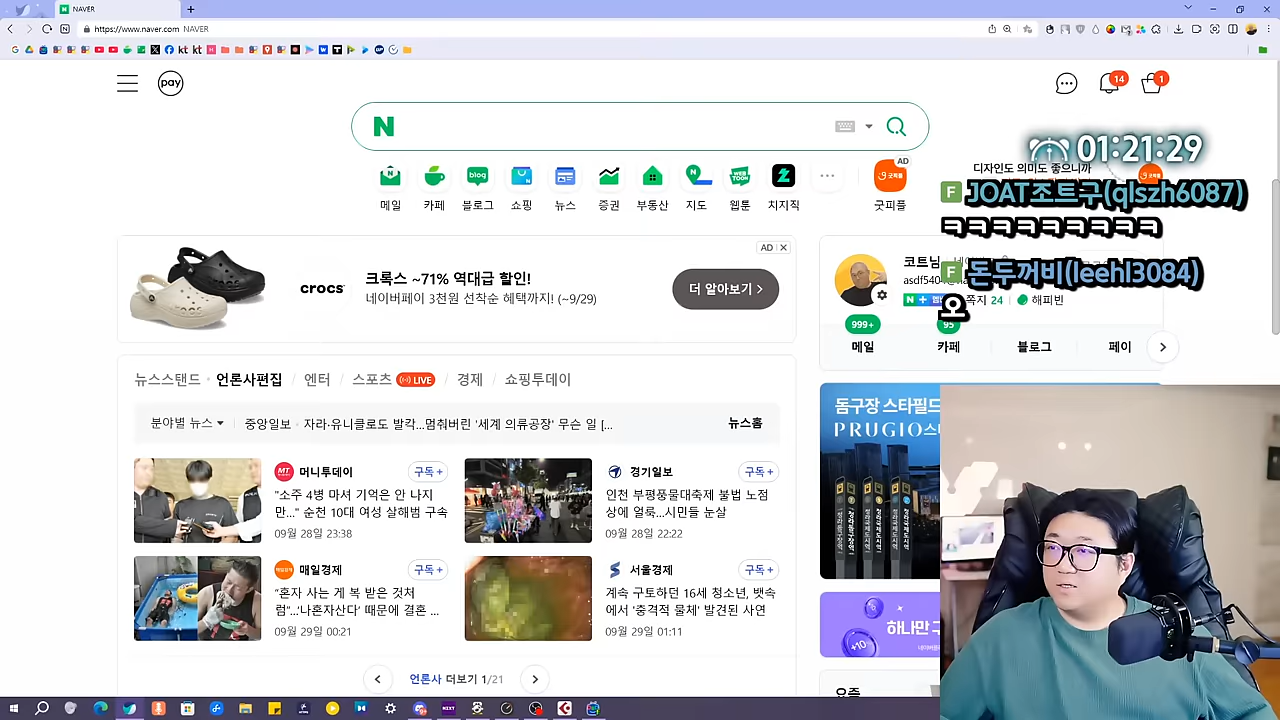 NAVER
https://www.naver.com NAVER
pay
14
1
N
01:21:29
메일
카페
블로그
쇼핑
뉴스
증권
부동산
지도
웹툰
치지직
AD
굿피플
디자인도 의미도 좋으니까
F JOAT조트구(qlszh6087)
ㅋㅋㅋㅋㅋㅋㅋㅋㅋ
F 돈두꺼비(leehl3084)
오
AD
crocs
크록스 ~71% 역대급 할인!
네이버페이 3천원 선착순 혜택까지! (~9/29)
더 알아보기
코트님
쪽지 24
해피빈
999+
95
메일
카페
블로그
페이
뉴스스탠드 · 언론사편집 / 엔터 / 스포츠 LIVE / 경제 / 쇼핑투데이
분야별 뉴스
중앙일보 · 자라·유니클로도 발칵…멈춰버린 '세계 의류공장' 무슨 일 […
뉴스홈
MT 머니투데이 구독+
"소주 4병 마셔 기억은 안 나지
만…" 순천 10대 여성 살해범 구속
09월 28일 23:38
경기일보 구독+
인천 부평풍물대축제 불법 노점
상에 얼룩…시민들 눈살
09월 28일 22:22
매일경제 구독+
"혼자 사는 게 복 받은 것처
럼"…'나혼자산다' 때문에 결혼 …
09월 29일 00:21
서울경제 구독+
계속 구토하던 16세 청소년, 뱃속
에서 '충격적 물체' 발견된 사연
09월 29일 01:11
언론사 더보기 1/21
돔구장 스타필드
PRUGIO
하나만
+10
요즘